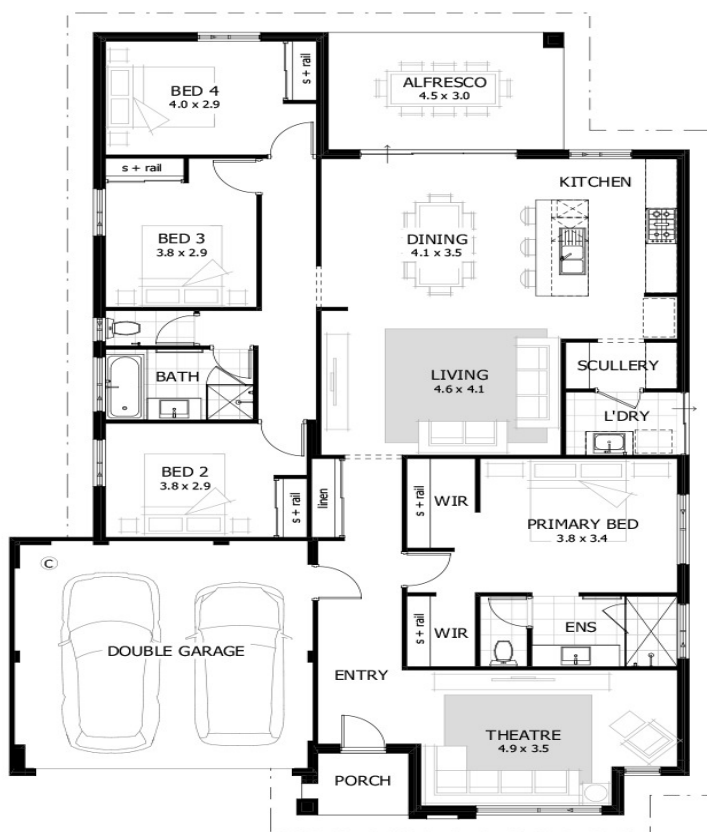 BED 4
4.0 x 2.9
s + rail
ALFRESCO
4.5 x 3.0
s + rail
KITCHEN
BED 3
3.8 x 2.9
DINING
4.1 x 3.5
BATH
LIVING
4.6 x 4.1
SCULLERY
L'DRY
BED 2
3.8 x 2.9
s + rail
linen
s + rail
WIR
PRIMARY BED
3.8 x 3.4
C
DOUBLE GARAGE
s + rail
WIR
ENS
ENTRY
THEATRE
4.9 x 3.5
PORCH